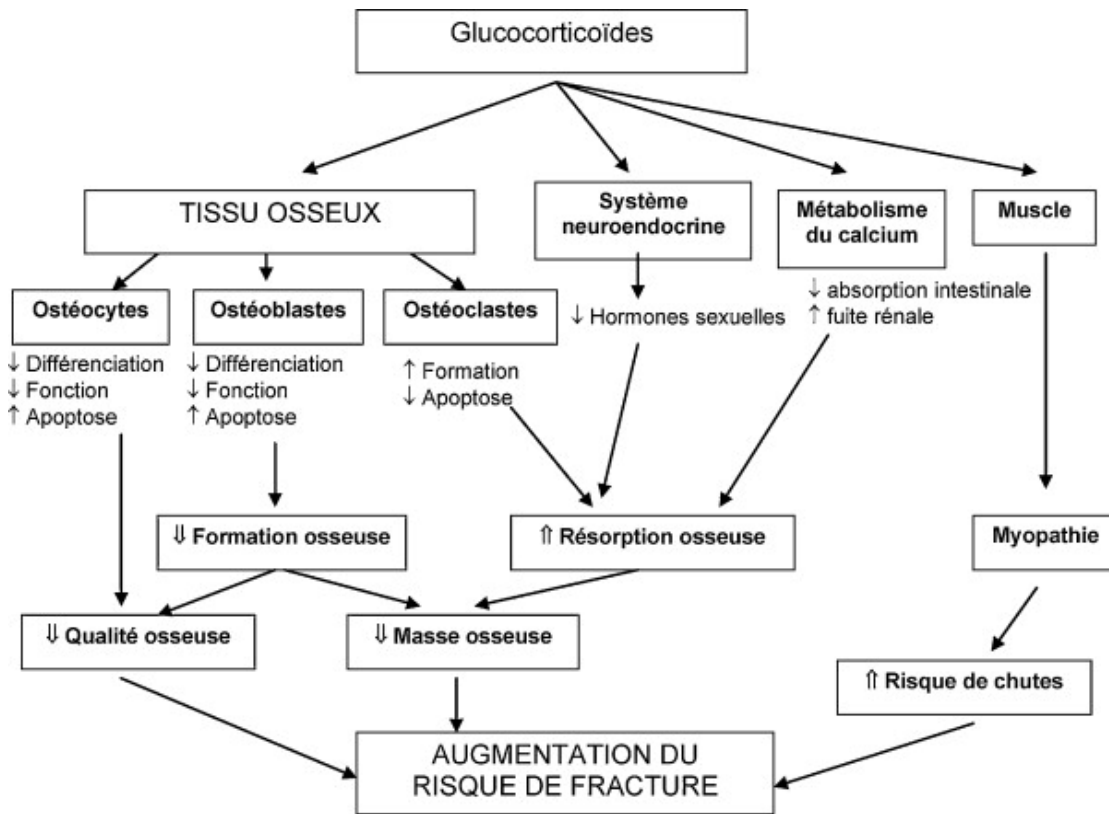 Glucocorticoïdes
TISSU OSSEUX
Système
neuroendocrine
Métabolisme
du calcium
Muscle
Ostéocytes
Ostéoblastes
Ostéoclastes
↓ Hormones sexuelles
↓ absorption intestinale
↑ fuite rénale
↓ Différenciation
↓ Fonction
↑ Apoptose
↓ Différenciation
↓ Fonction
↑ Apoptose
↑ Formation
↓ Apoptose
⇓ Formation osseuse
⇑ Résorption osseuse
Myopathie
⇓ Qualité osseuse
⇓ Masse osseuse
⇑ Risque de chutes
AUGMENTATION DU
RISQUE DE FRACTURE